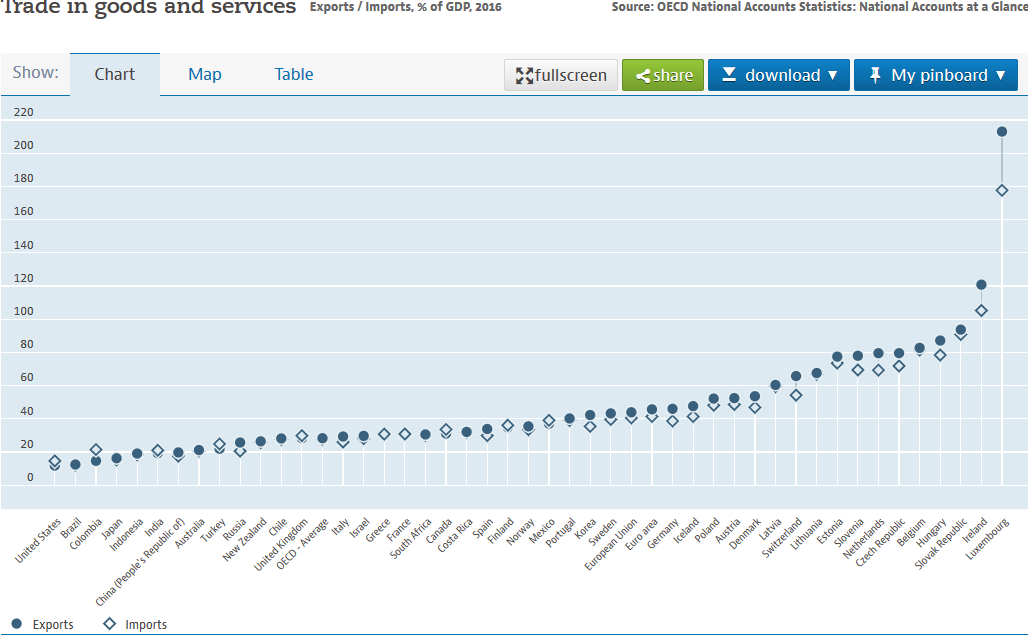 Trade in goods and services Exports / Imports, % of GDP, 2016 Source: OECD National Accounts Statistics: National Accounts at a Glance
Show: Chart Map Table fullscreen share download ▼ My pinboard ▼
220
200
180
160
140
120
100
80
60
40
20
0
United States
Brazil
Colombia
Japan
Indonesia
India
China (People's Republic of)
Australia
Turkey
Russia
New Zealand
Chile
United Kingdom
OECD - Average
Italy
Israel
Greece
France
South Africa
Canada
Costa Rica
Spain
Finland
Norway
Mexico
Portugal
Korea
Sweden
European Union
Euro area
Germany
Iceland
Poland
Austria
Denmark
Latvia
Switzerland
Lithuania
Estonia
Slovenia
Netherlands
Czech Republic
Belgium
Hungary
Slovak Republic
Ireland
Luxembourg
Exports Imports